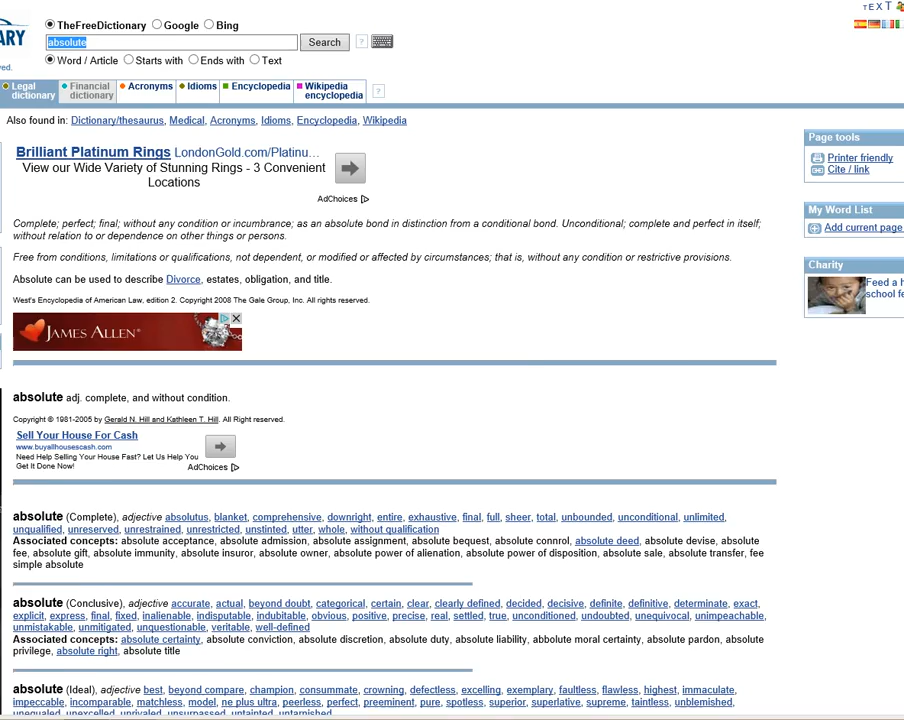 TEXT
TheFreeDictionary Google Bing
ARY
absolute Search ?
ved.
Word / Article Starts with Ends with Text
Legal dictionary Financial dictionary Acronyms Idioms Encyclopedia Wikipedia encyclopedia ?
Also found in: Dictionary/thesaurus, Medical, Acronyms, Idioms, Encyclopedia, Wikipedia
Page tools
Printer friendly
Cite / link
My Word List
Add current page
Charity
Feed a h
school fe
Brilliant Platinum Rings LondonGold.com/Platinu…
View our Wide Variety of Stunning Rings - 3 Convenient
Locations
AdChoices
Complete; perfect; final; without any condition or incumbrance; as an absolute bond in distinction from a conditional bond. Unconditional; complete and perfect in itself;
without relation to or dependence on other things or persons.
Free from conditions, limitations or qualifications, not dependent, or modified or affected by circumstances; that is, without any condition or restrictive provisions.
Absolute can be used to describe Divorce, estates, obligation, and title.
West's Encyclopedia of American Law, edition 2. Copyright 2008 The Gale Group, Inc. All rights reserved.
JAMES ALLEN
absolute adj. complete, and without condition.
Copyright © 1981-2005 by Gerald N. Hill and Kathleen T. Hill. All Right reserved.
Sell Your House For Cash
www.buyallhousescash.com
Need Help Selling Your House Fast? Let Us Help You
Get It Done Now!
AdChoices
absolute (Complete), adjective absolutus, blanket, comprehensive, downright, entire, exhaustive, final, full, sheer, total, unbounded, unconditional, unlimited,
unqualified, unreserved, unrestrained, unrestricted, unstinted, utter, whole, without qualification
Associated concepts: absolute acceptance, absolute admission, absolute assignment, absolute bequest, absolute connrol, absolute deed, absolute devise, absolute
fee, absolute gift, absolute immunity, absolute insuror, absolute owner, absolute power of alienation, absolute power of disposition, absolute sale, absolute transfer, fee
simple absolute
absolute (Conclusive), adjective accurate, actual, beyond doubt, categorical, certain, clear, clearly defined, decided, decisive, definite, definitive, determinate, exact,
explicit, express, final, fixed, inalienable, indisputable, indubitable, obvious, positive, precise, real, settled, true, unconditioned, undoubted, unequivocal, unimpeachable,
unmistakable, unmitigated, unquestionable, veritable, well-defined
Associated concepts: absolute certainty, absolute conviction, absolute discretion, absolute duty, absolute liability, abbolute moral certainty, absolute pardon, absolute
privilege, absolute right, absolute title
absolute (Ideal), adjective best, beyond compare, champion, consummate, crowning, defectless, excelling, exemplary, faultless, flawless, highest, immaculate,
impeccable, incomparable, matchless, model, ne plus ultra, peerless, perfect, preeminent, pure, spotless, superior, superlative, supreme, taintless, unblemished,
unequaled, unexcelled, unrivaled, unsurpassed, untainted, untarnished